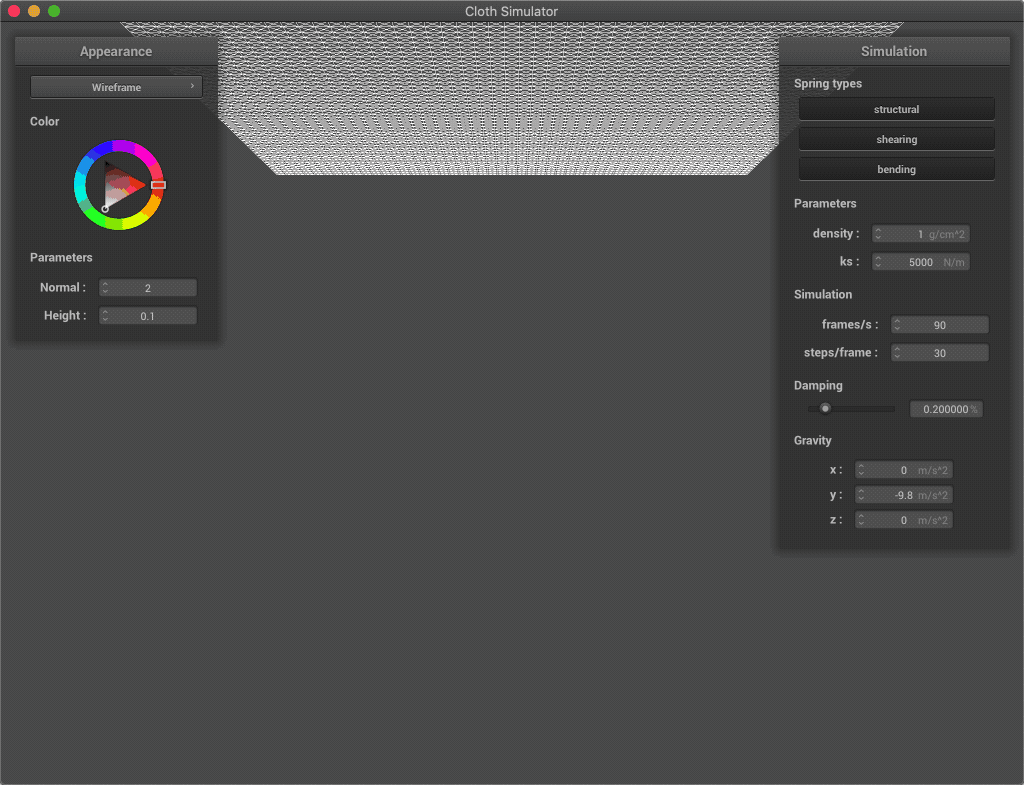 Cloth Simulator
Appearance
Wireframe
Color
Parameters
Normal : 2
Height : 0.1
Simulation
Spring types
structural
shearing
bending
Parameters
density : 1 g/cm^2
ks : 5000 N/m
Simulation
frames/s : 90
steps/frame : 30
Damping
0.200000 %
Gravity
x : 0 m/s^2
y : -9.8 m/s^2
z : 0 m/s^2